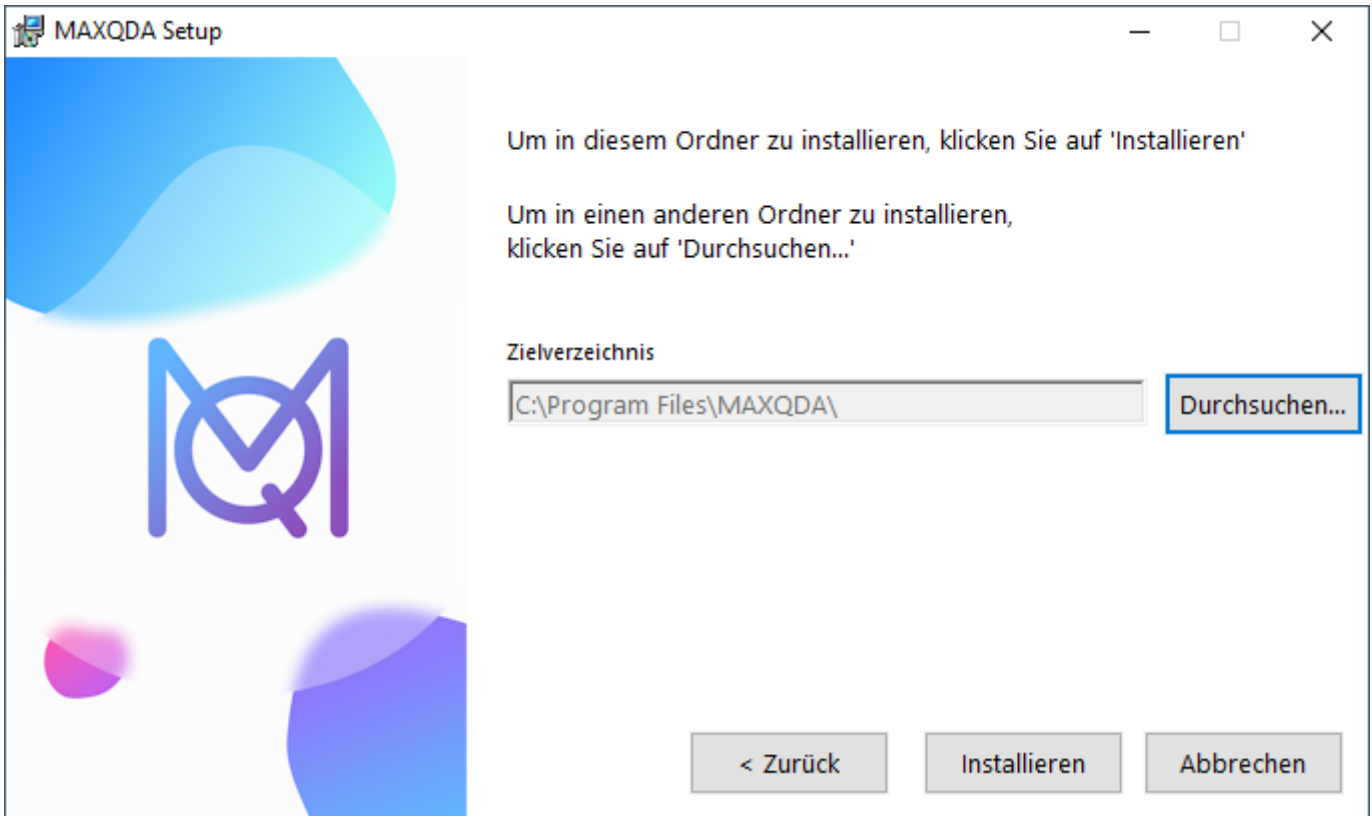 MAXQDA Setup
Um in diesem Ordner zu installieren, klicken Sie auf 'Installieren'
Um in einen anderen Ordner zu installieren,
klicken Sie auf 'Durchsuchen...'
Zielverzeichnis
C:\Program Files\MAXQDA\
Durchsuchen...
< Zurück
Installieren
Abbrechen